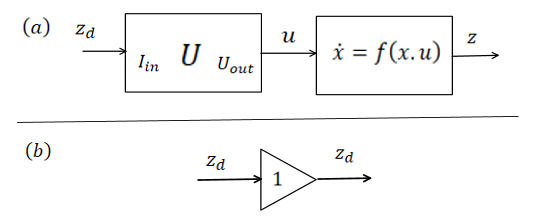 (a) z_d I_in U U_out u ẋ = f(x.u) z
(b) z_d 1 z_d